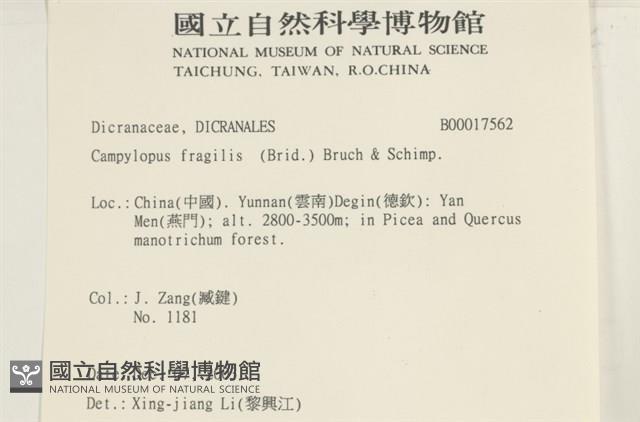 國立自然科學博物館
NATIONAL MUSEUM OF NATURAL SCIENCE
TAICHUNG, TAIWAN, R.O.CHINA
Dicranaceae, DICRANALES B00017562
Campylopus fragilis (Brid.) Bruch & Schimp.
Loc.: China(中國). Yunnan(雲南)Degin(德欽): Yan
Men(燕門); alt. 2800-3500m; in Picea and Quercus
manotrichum forest.
Col.: J. Zang(臧鍵)
No. 1181
國立自然科學博物館
NATIONAL MUSEUM OF NATURAL SCIENCE
Det.: Xing-jiang Li(黎興江)